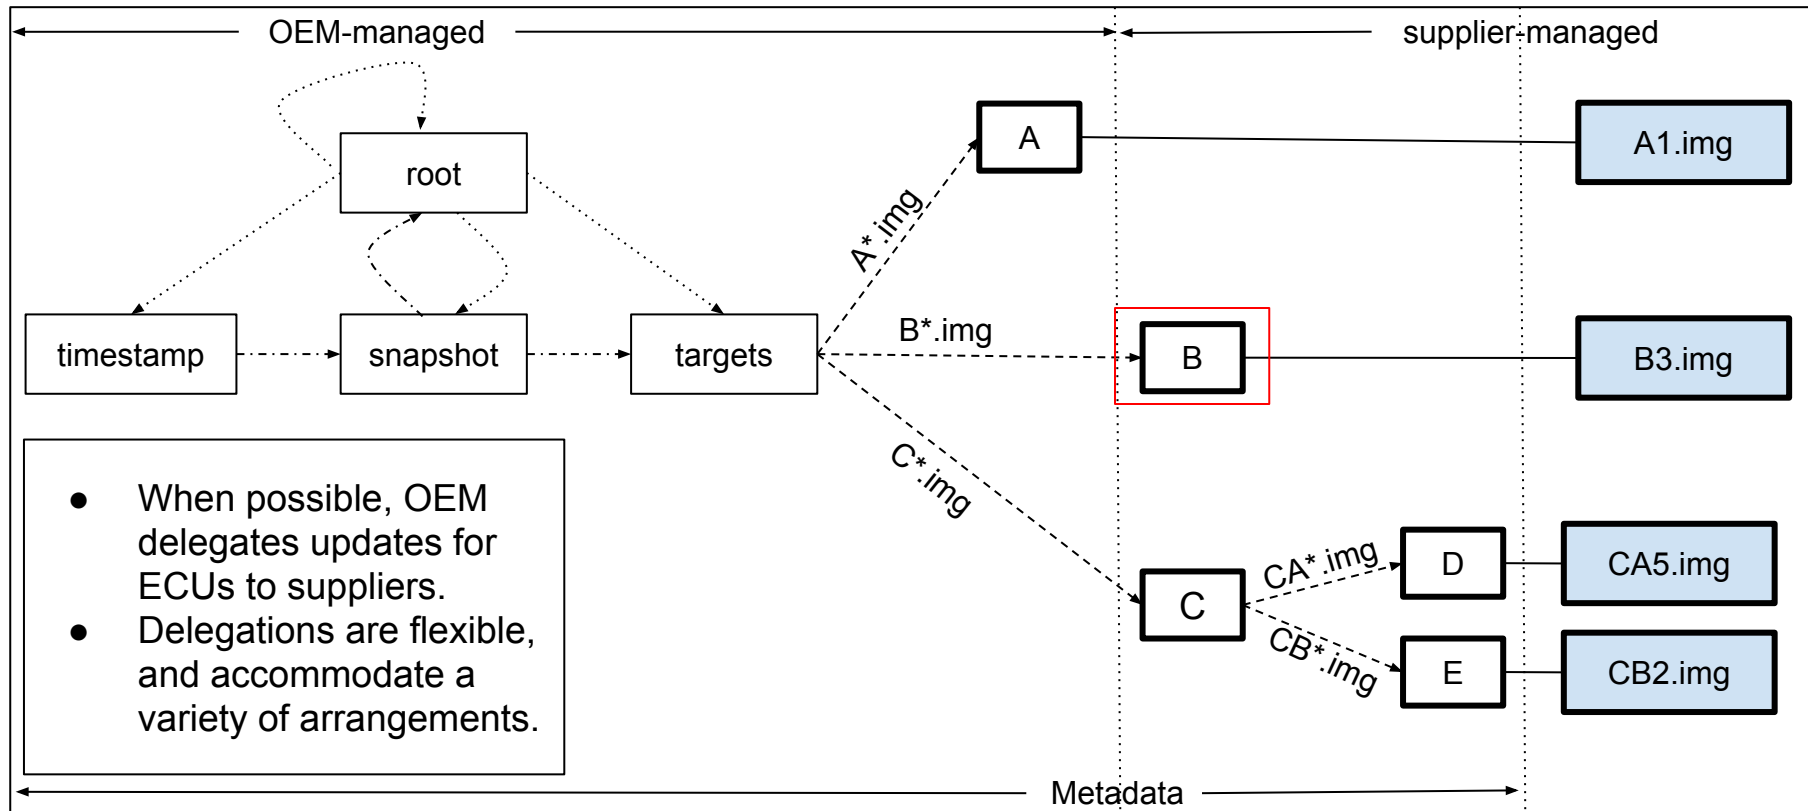 OEM-managed
supplier-managed
root
A
A1.img
A*.img
timestamp
snapshot
targets
B*.img
B
B3.img
C*.img
C
CA*.img
D
CA5.img
CB*.img
E
CB2.img
● When possible, OEM
delegates updates for
ECUs to suppliers.
● Delegations are flexible,
and accommodate a
variety of arrangements.
Metadata